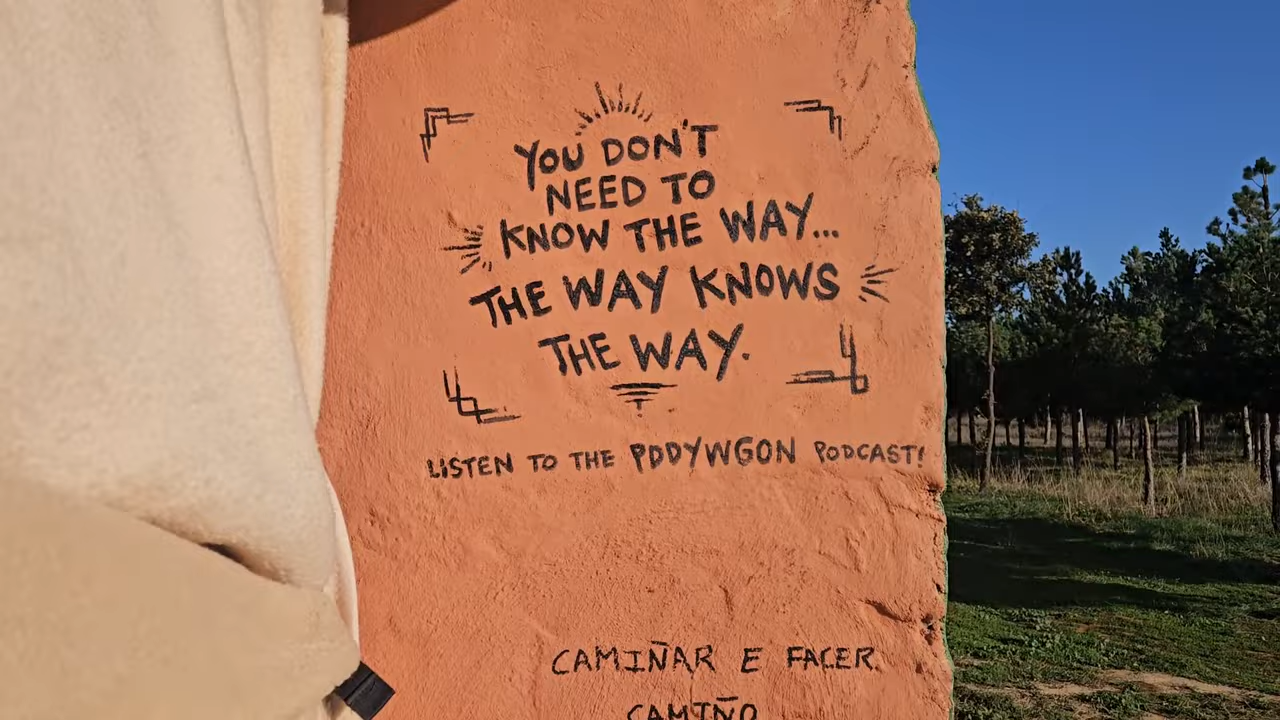 YOU DON'T
NEED TO
KNOW THE WAY...
THE WAY KNOWS
THE WAY.
LISTEN TO THE PDDYWGON PODCAST!
CAMIÑAR E FACER
CAMIÑO